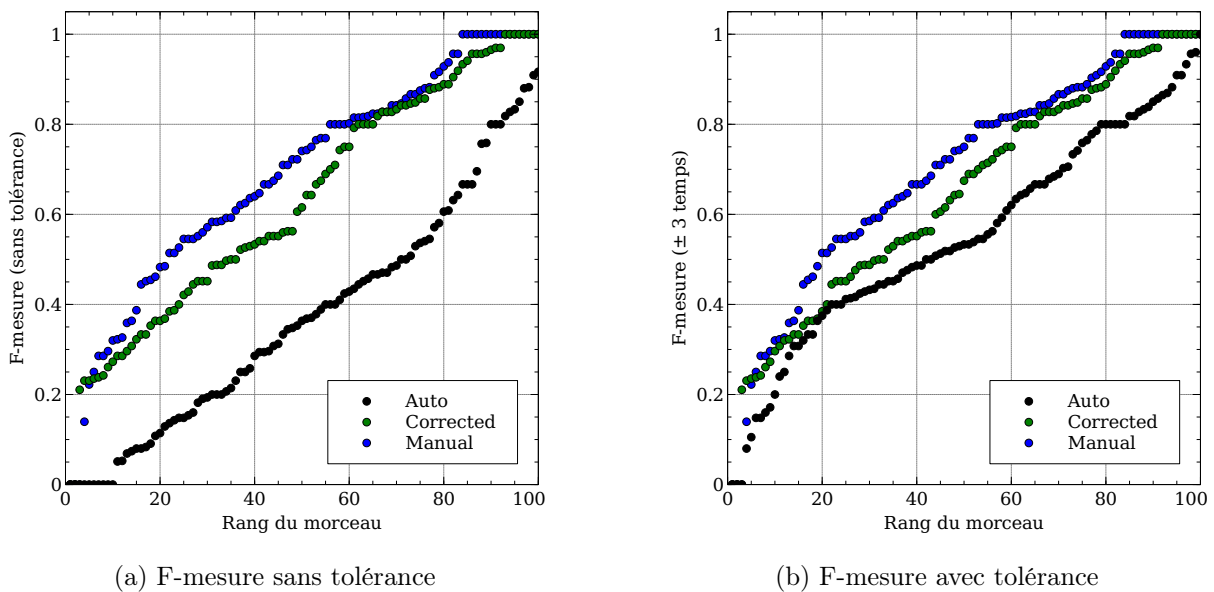 F-mesure (sans tolérance)
1
0.8
0.6
0.4
0.2
0
0 20 40 60 80 100
Rang du morceau
Auto
Corrected
Manual
(a) F-mesure sans tolérance
F-mesure (± 3 temps)
1
0.8
0.6
0.4
0.2
0
0 20 40 60 80 100
Rang du morceau
Auto
Corrected
Manual
(b) F-mesure avec tolérance